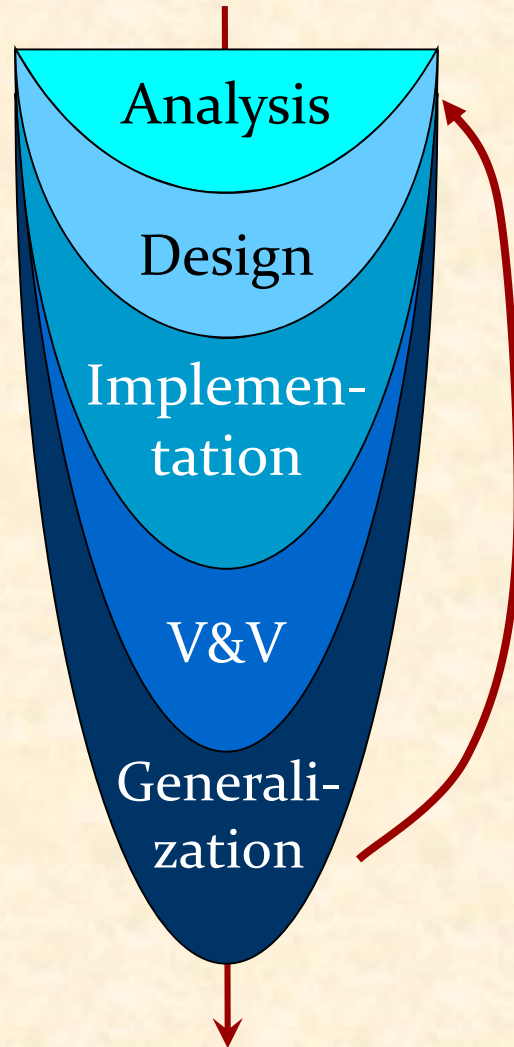 Analysis
Design
Implemen-
tation
V&V
Generali-
zation